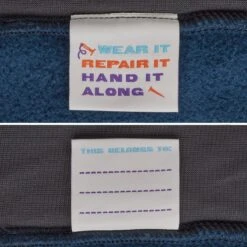 WEAR IT
REPAIR IT
HAND IT
ALONG
THIS BELONGS TO: